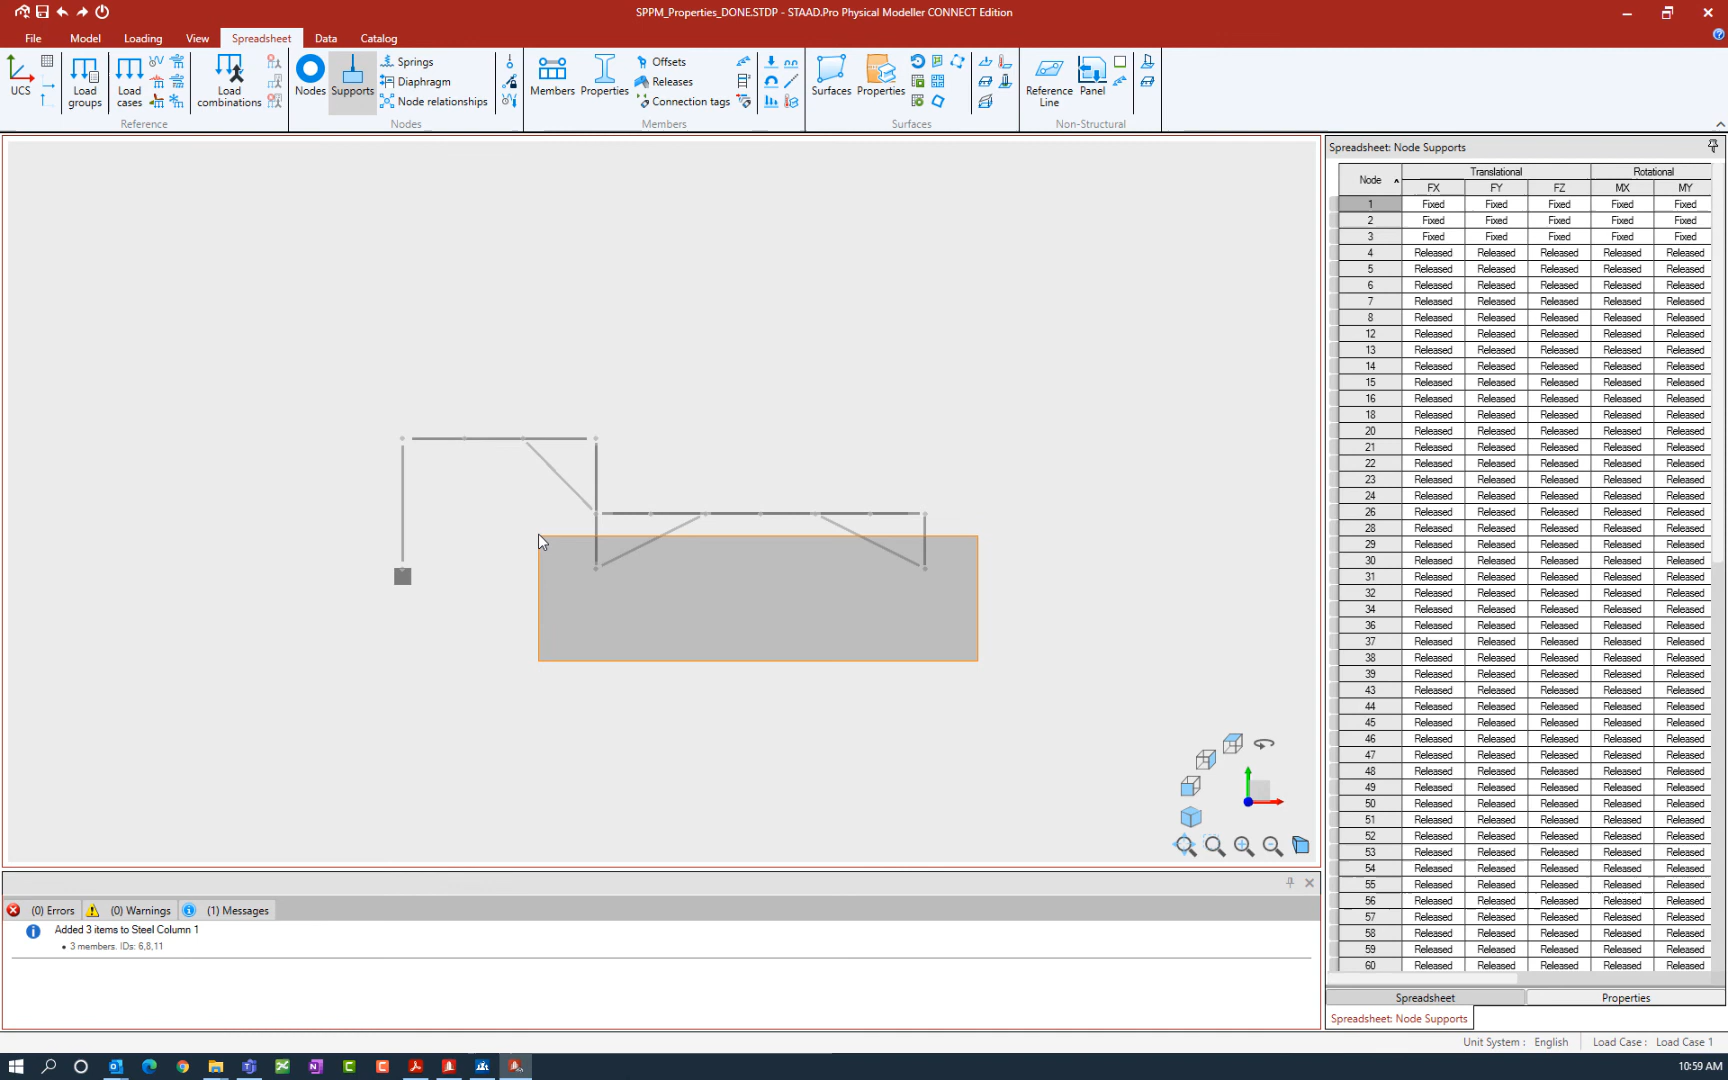 SPPM_Properties_DONE.STDP - STAAD.Pro Physical Modeller CONNECT Edition
File Model Loading View Spreadsheet Data Catalog
UCS
Load groups
Load cases
Load combinations
Reference
Nodes
Supports
Springs
Diaphragm
Node relationships
Nodes
Members
Properties
Offsets
Releases
Connection tags
Members
Surfaces
Properties
Surfaces
Reference Line
Panel
Non-Structural
Spreadsheet: Node Supports
Node Translational Rotational
FX FY FZ MX MY
1 Fixed Fixed Fixed Fixed Fixed
2 Fixed Fixed Fixed Fixed Fixed
3 Fixed Fixed Fixed Fixed Fixed
4 Released Released Released Released Released
5 Released Released Released Released Released
6 Released Released Released Released Released
7 Released Released Released Released Released
8 Released Released Released Released Released
12 Released Released Released Released Released
13 Released Released Released Released Released
14 Released Released Released Released Released
15 Released Released Released Released Released
16 Released Released Released Released Released
18 Released Released Released Released Released
20 Released Released Released Released Released
21 Released Released Released Released Released
22 Released Released Released Released Released
23 Released Released Released Released Released
24 Released Released Released Released Released
26 Released Released Released Released Released
28 Released Released Released Released Released
29 Released Released Released Released Released
30 Released Released Released Released Released
31 Released Released Released Released Released
32 Released Released Released Released Released
34 Released Released Released Released Released
36 Released Released Released Released Released
37 Released Released Released Released Released
38 Released Released Released Released Released
39 Released Released Released Released Released
43 Released Released Released Released Released
44 Released Released Released Released Released
45 Released Released Released Released Released
46 Released Released Released Released Released
47 Released Released Released Released Released
48 Released Released Released Released Released
49 Released Released Released Released Released
50 Released Released Released Released Released
51 Released Released Released Released Released
52 Released Released Released Released Released
53 Released Released Released Released Released
54 Released Released Released Released Released
55 Released Released Released Released Released
56 Released Released Released Released Released
57 Released Released Released Released Released
58 Released Released Released Released Released
59 Released Released Released Released Released
60 Released Released Released Released Released
Spreadsheet Properties
Spreadsheet: Node Supports
(0) Errors (0) Warnings (1) Messages
Added 3 items to Steel Column 1
• 3 members. IDs: 6,8,11
Unit System : English Load Case : Load Case 1
10:59 AM